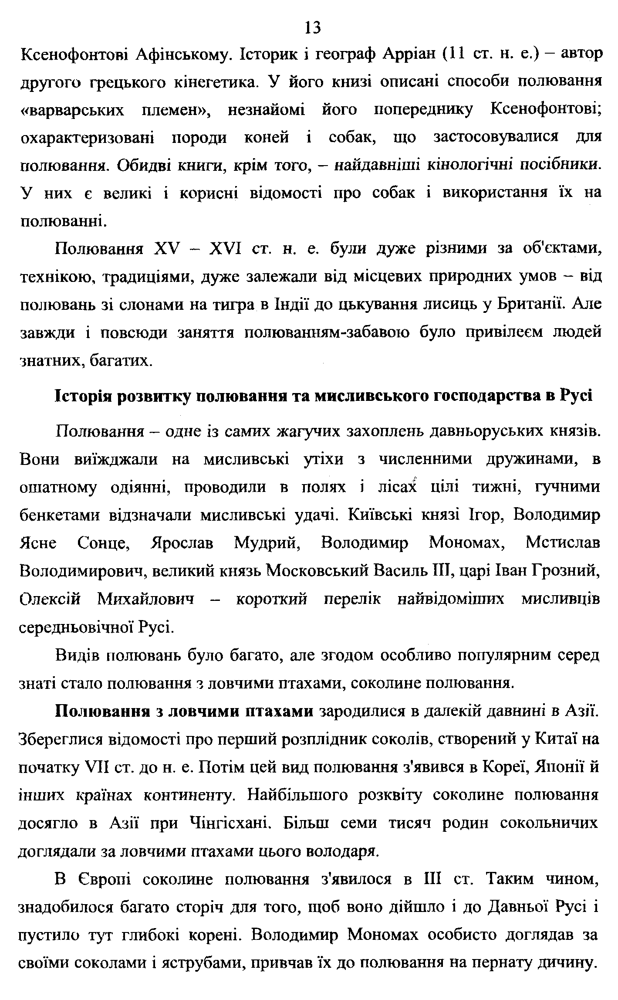 13
Ксенофонтові Афінському. Історик і географ Арріан (11 ст. н. е.) – автор
другого грецького кінегетика. У його книзі описані способи полювання
«варварських племен», незнайомі його попереднику Ксенофонтові;
охарактеризовані породи коней і собак, що застосовувалися для
полювання. Обидві книги, крім того, – найдавніші кінологічні посібники.
У них є великі і корисні відомості про собак і використання їх на
полюванні.
Полювання XV – XVI ст. н. е. були дуже різними за об'єктами,
технікою, традиціями, дуже залежали від місцевих природних умов – від
полювань зі слонами на тигра в Індії до цькування лисиць у Британії. Але
завжди і повсюди заняття полюванням-забавою було привілеєм людей
знатних, багатих.
Історія розвитку полювання та мисливського господарства в Русі
Полювання – одне із самих жагучих захоплень давньоруських князів.
Вони виїжджали на мисливські утіхи з численними дружинами, в
ошатному одіянні, проводили в полях і лісах цілі тижні, гучними
бенкетами відзначали мисливські удачі. Київські князі Ігор, Володимир
Ясне Сонце, Ярослав Мудрий, Володимир Мономах, Мстислав
Володимирович, великий князь Московський Василь III, царі Іван Грозний,
Олексій Михайлович – короткий перелік найвідоміших мисливців
середньовічної Русі.
Видів полювань було багато, але згодом особливо популярним серед
знаті стало полювання з ловчими птахами, соколине полювання.
Полювання з ловчими птахами зародилися в далекій давнині в Азії.
Збереглися відомості про перший розплідник соколів, створений у Китаї на
початку VII ст. до н. е. Потім цей вид полювання з'явився в Кореї, Японії й
інших країнах континенту. Найбільшого розквіту соколине полювання
досягло в Азії при Чінгісхані. Більш семи тисяч родин сокольничих
доглядали за ловчими птахами цього володаря.
В Європі соколине полювання з'явилося в III ст. Таким чином,
знадобилося багато сторіч для того, щоб воно дійшло і до Давньої Русі і
пустило тут глибокі корені. Володимир Мономах особисто доглядав за
своїми соколами і яструбами, привчав їх до полювання на пернату дичину.